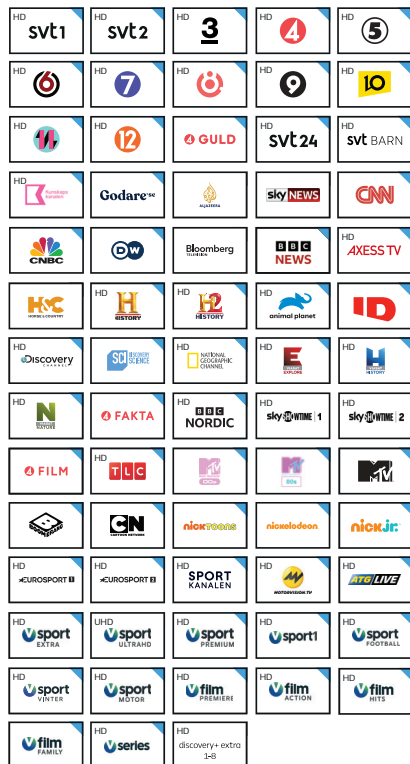 HD svt1
HD svt2
HD 3
HD 4
HD 5
HD 6
HD 7
HD 8
HD 9
HD 10
HD 11
HD 12
4 GULD
HD svt24
HD svt BARN
HD Kunskaps kanalen
Godare.se
ALJAZEERA
sky NEWS
CNN
CNBC
DW
Bloomberg
TELEVISION
BBC
NEWS
HD AXESS TV
H&C
HORSE & COUNTRY
HD H
HISTORY
HD H2
HISTORY
HD animal planet
ID
HD Discovery
CHANNEL
SCI DISCOVERY
SCIENCE
HD NATIONAL
GEOGRAPHIC
CHANNEL
HD E
EXPLORE
HD H
HISTORY
HD N
NATURE
4 FAKTA
HD BBC
NORDIC
HD sky SHOWTIME 1
HD sky SHOWTIME 2
4 FILM
HD TLC
MTV
00s
MTV
80s
MTV
BOOMERANG
CN
CARTOON NETWORK
nicktoons
nickelodeon
nick jr.
HD EUROSPORT 1
HD EUROSPORT 2
HD SPORT
KANALEN
HD MOTORVISION.TV
HD ATG LIVE
HD V sport
EXTRA
UHD V sport
ULTRAHD
HD V sport
PREMIUM
HD V sport1
HD V sport
FOOTBALL
HD V sport
VINTER
HD V sport
MOTOR
HD V film
PREMIERE
HD V film
ACTION
HD V film
HITS
HD V film
FAMILY
HD V series
HD
discovery+ extra
1-8